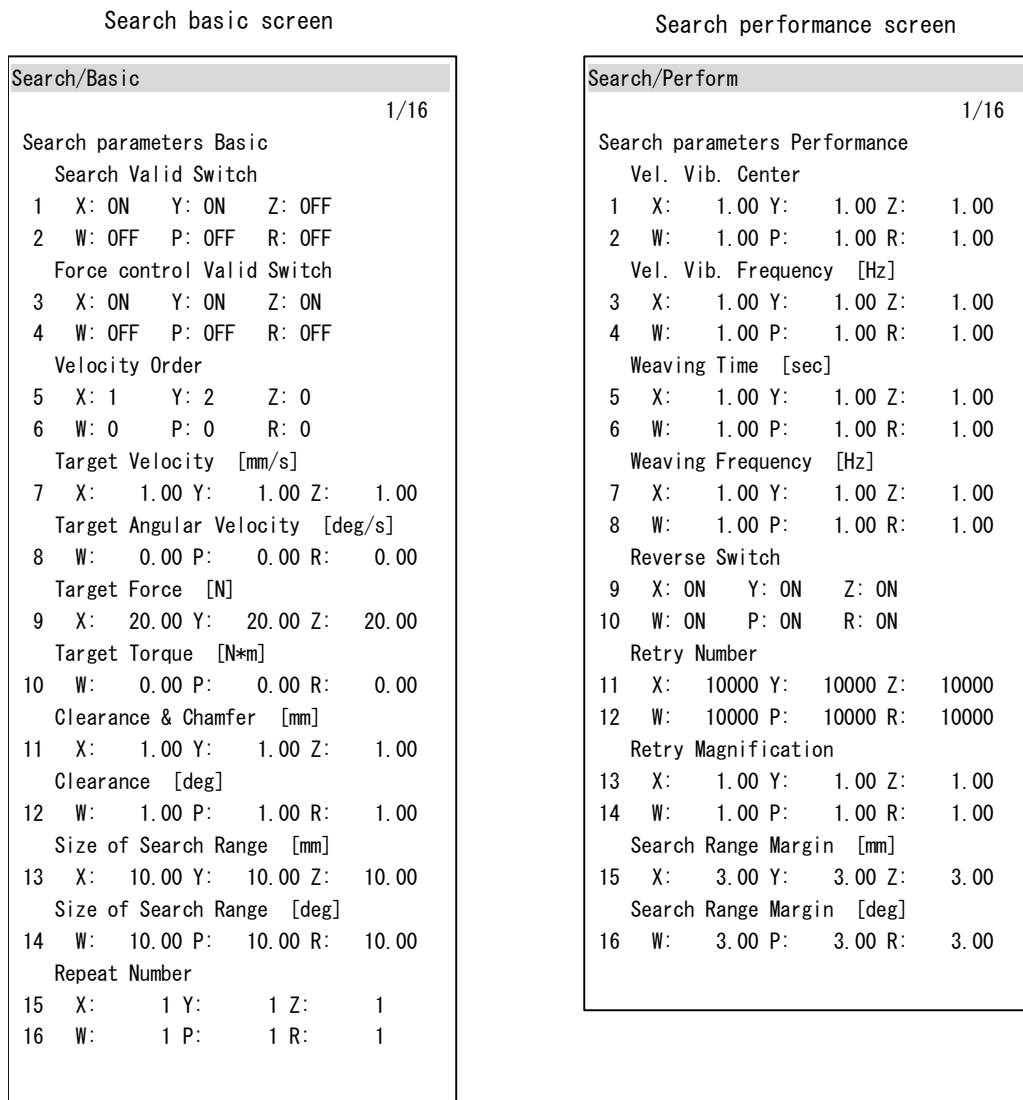 Search basic screen
Search/Basic
1/16
Search parameters Basic
Search Valid Switch
1 X: ON Y: ON Z: OFF
2 W: OFF P: OFF R: OFF
Force control Valid Switch
3 X: ON Y: ON Z: ON
4 W: OFF P: OFF R: OFF
Velocity Order
5 X: 1 Y: 2 Z: 0
6 W: 0 P: 0 R: 0
Target Velocity [mm/s]
7 X: 1.00 Y: 1.00 Z: 1.00
Target Angular Velocity [deg/s]
8 W: 0.00 P: 0.00 R: 0.00
Target Force [N]
9 X: 20.00 Y: 20.00 Z: 20.00
Target Torque [N*m]
10 W: 0.00 P: 0.00 R: 0.00
Clearance & Chamfer [mm]
11 X: 1.00 Y: 1.00 Z: 1.00
Clearance [deg]
12 W: 1.00 P: 1.00 R: 1.00
Size of Search Range [mm]
13 X: 10.00 Y: 10.00 Z: 10.00
Size of Search Range [deg]
14 W: 10.00 P: 10.00 R: 10.00
Repeat Number
15 X: 1 Y: 1 Z: 1
16 W: 1 P: 1 R: 1
Search performance screen
Search/Perform
1/16
Search parameters Performance
Vel. Vib. Center
1 X: 1.00 Y: 1.00 Z: 1.00
2 W: 1.00 P: 1.00 R: 1.00
Vel. Vib. Frequency [Hz]
3 X: 1.00 Y: 1.00 Z: 1.00
4 W: 1.00 P: 1.00 R: 1.00
Weaving Time [sec]
5 X: 1.00 Y: 1.00 Z: 1.00
6 W: 1.00 P: 1.00 R: 1.00
Weaving Frequency [Hz]
7 X: 1.00 Y: 1.00 Z: 1.00
8 W: 1.00 P: 1.00 R: 1.00
Reverse Switch
9 X: ON Y: ON Z: ON
10 W: ON P: ON R: ON
Retry Number
11 X: 10000 Y: 10000 Z: 10000
12 W: 10000 P: 10000 R: 10000
Retry Magnification
13 X: 1.00 Y: 1.00 Z: 1.00
14 W: 1.00 P: 1.00 R: 1.00
Search Range Margin [mm]
15 X: 3.00 Y: 3.00 Z: 3.00
Search Range Margin [deg]
16 W: 3.00 P: 3.00 R: 3.00